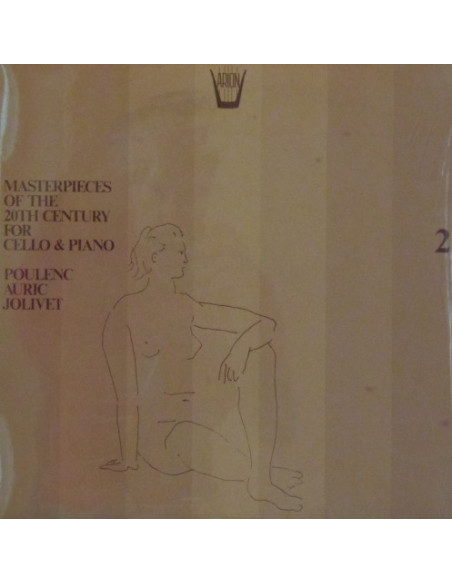 ARION
MASTERPIECES
OF THE
20TH CENTURY
FOR
CELLO & PIANO
2
POULENC
AURIC
JOLIVET